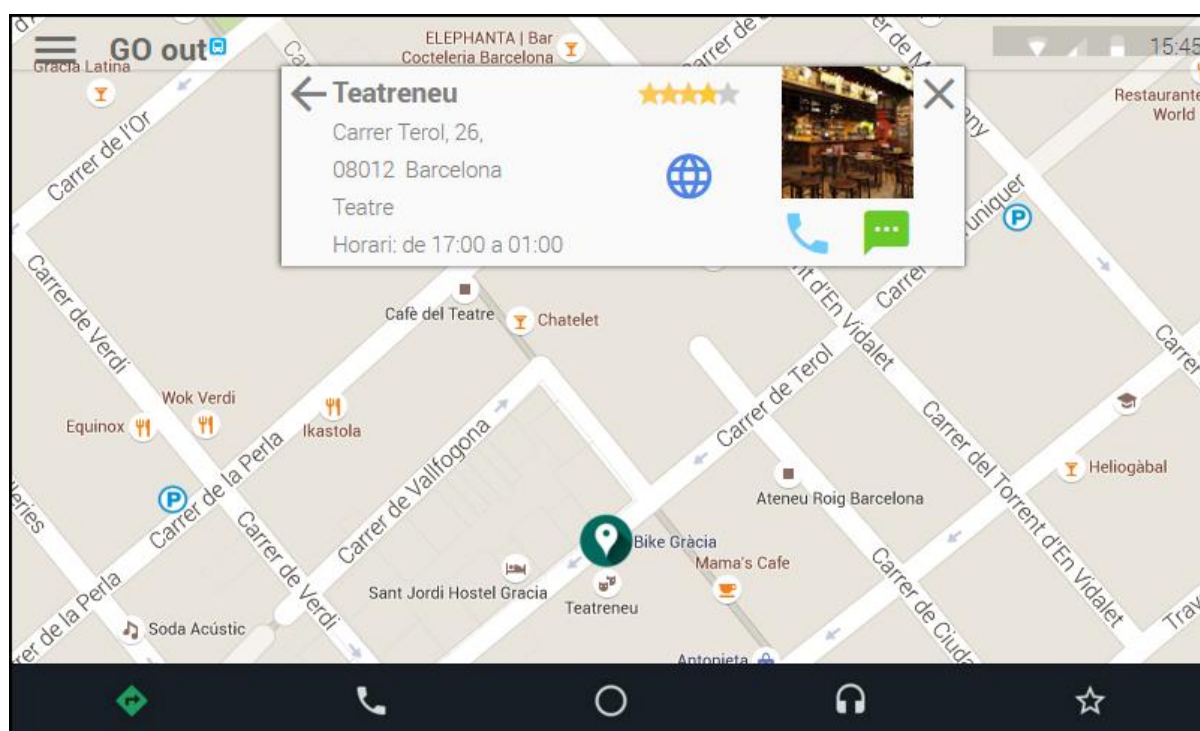 GO out
15:45
ELEPHANTA | Bar
Cocteleria Barcelona
Gracia Latina
Restaurante
World
Teatreneu
Carrer Terol, 26,
08012 Barcelona
Teatre
Horari: de 17:00 a 01:00
Carrer de l'Or
Carrer de Verdi
P
Cafè del Teatre
Chatelet
Carrer de Terol
Carrer
Wok Verdi
Equinox
Ikastola
Carrer de la Perla
Carrer de Vallfogona
Carrer del Torrent d'En Vidalet
Heliogàbal
Ateneu Roig Barcelona
P
Carrer de Verdi
Bike Gràcia
Mama's Cafe
Sant Jordi Hostel Gracia
Teatreneu
Soda Acústic
Antonieta